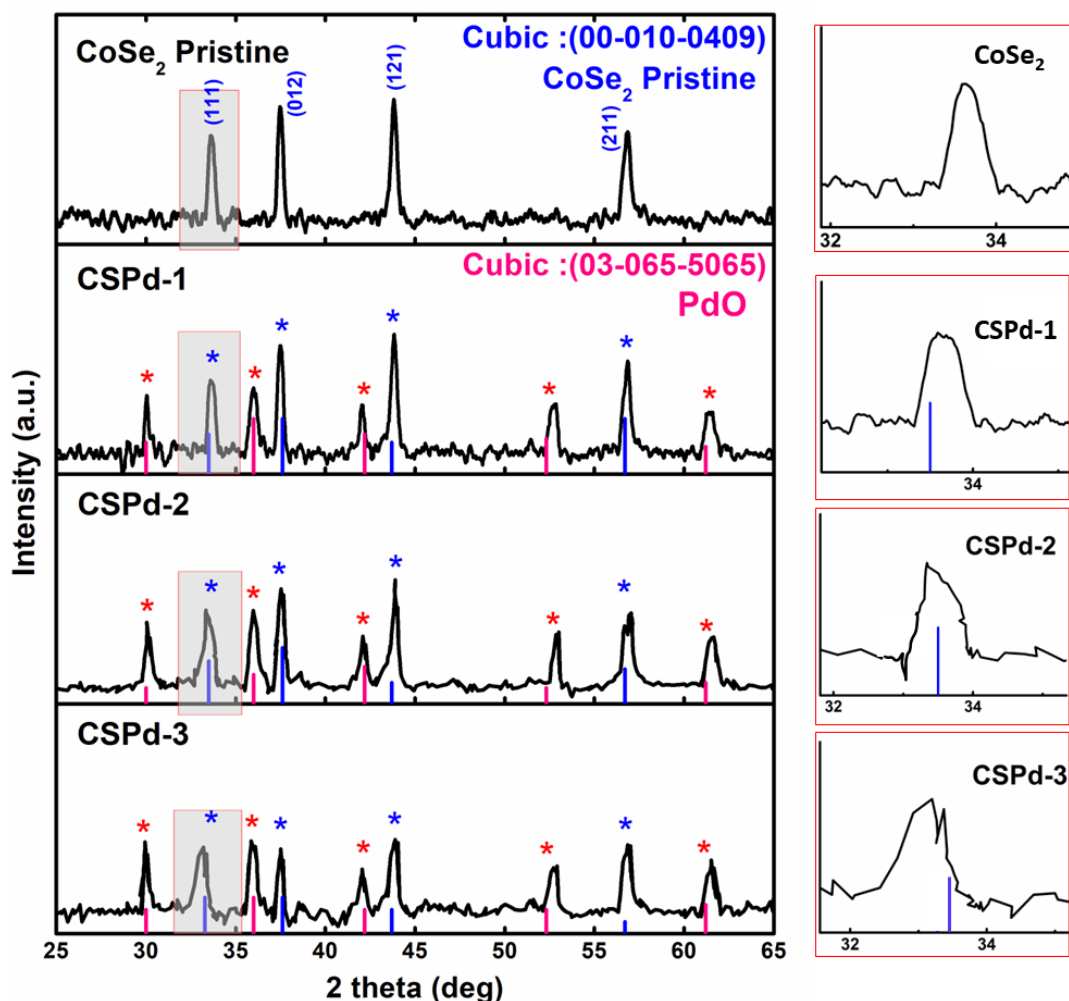 CoSe₂ Pristine
Cubic :(00-010-0409)
CoSe₂ Pristine
(111)
(012)
(121)
(211)
CSPd-1
Cubic :(03-065-5065)
PdO
* * * * * * * * *
CSPd-2
* * * * * * * * *
CSPd-3
* * * * * * * * *
25 30 35 40 45 50 55 60 65
2 theta (deg)
Intensity (a.u.)
CoSe₂
32 34
CSPd-1
34
CSPd-2
32 34
CSPd-3
32 34